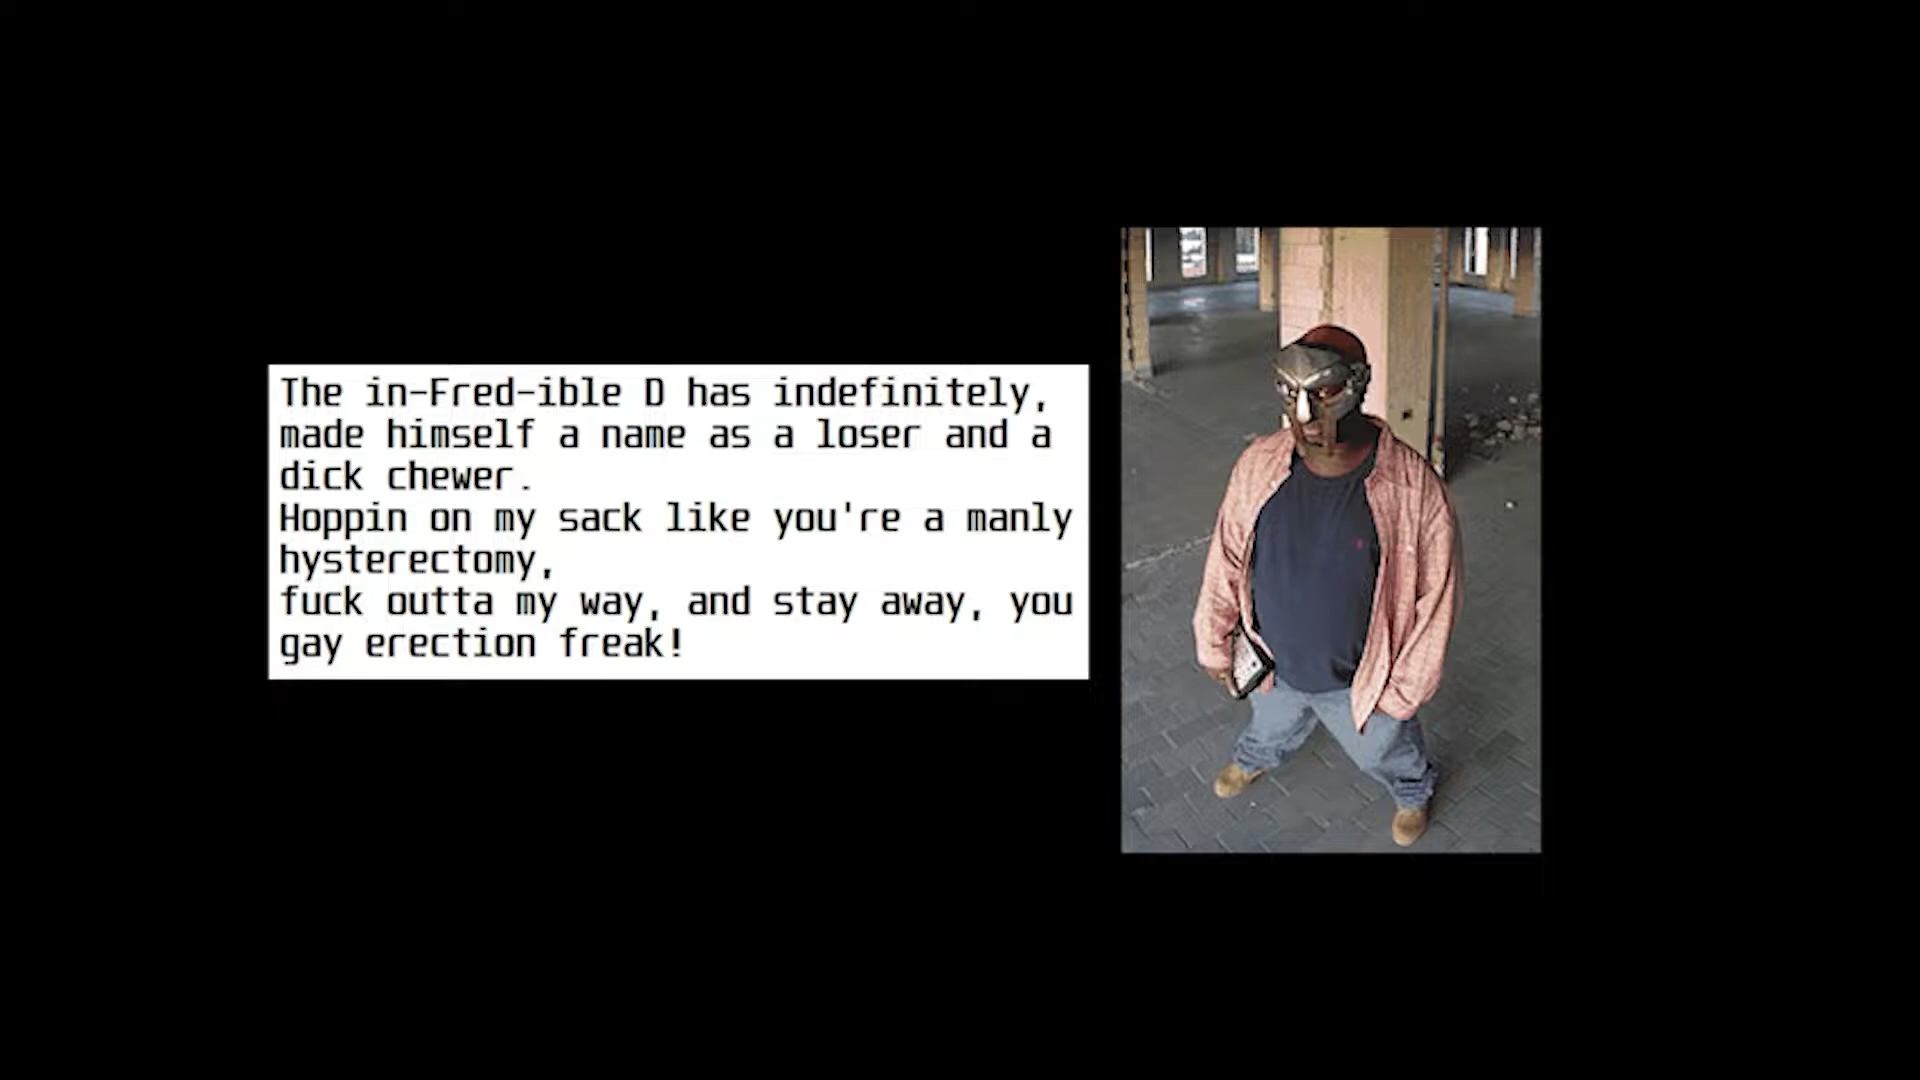 The in-Fred-ible D has indefinitely,
made himself a name as a loser and a
dick chewer.
Hoppin on my sack like you're a manly
hysterectomy,
fuck outta my way, and stay away, you
gay erection freak!